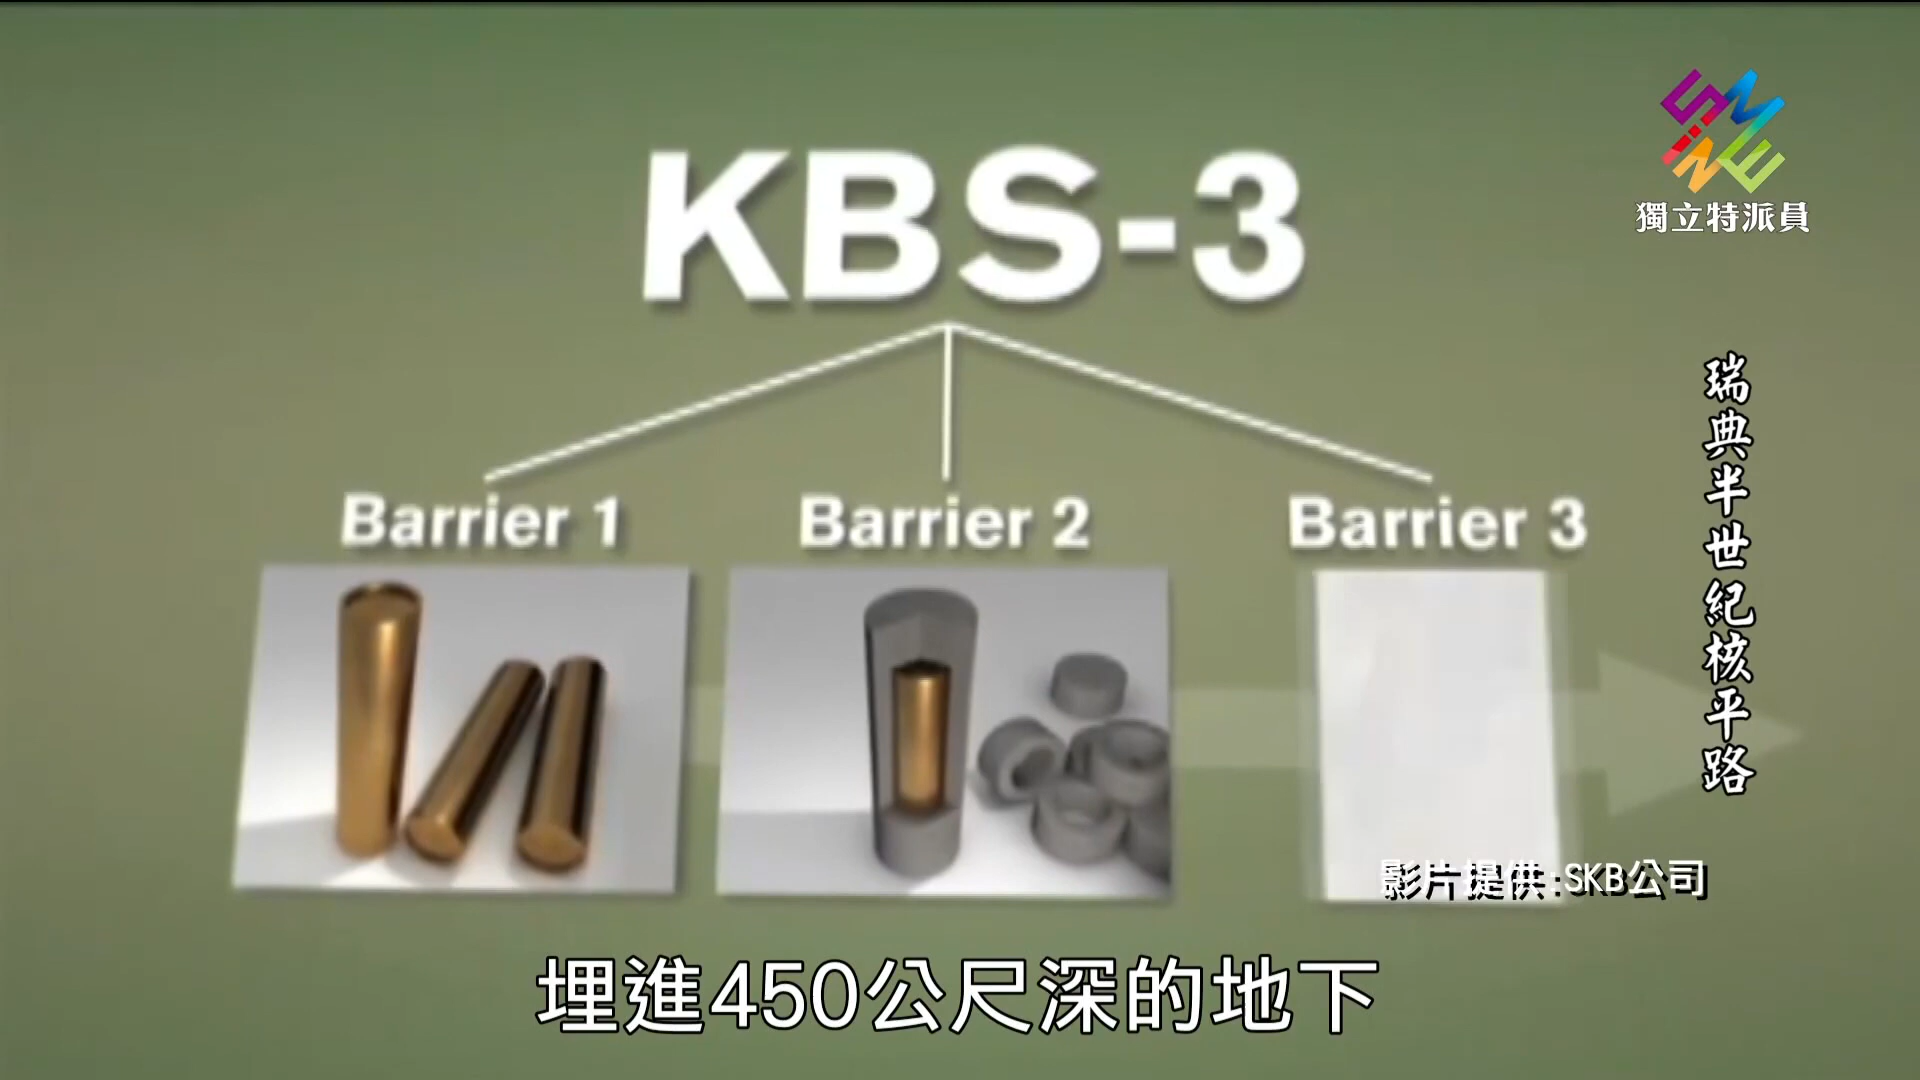 KBS-3
SNINE
獨立特派員
瑞典半世紀核平路
Barrier 1
Barrier 2
Barrier 3
影片提供:SKB公司
埋進450公尺深的地下